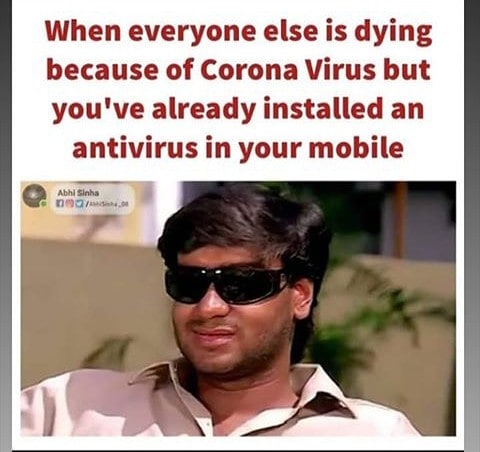 When everyone else is dying
because of Corona Virus but
you've already installed an
antivirus in your mobile
Abhi Sinha
/AbhiSinha_08